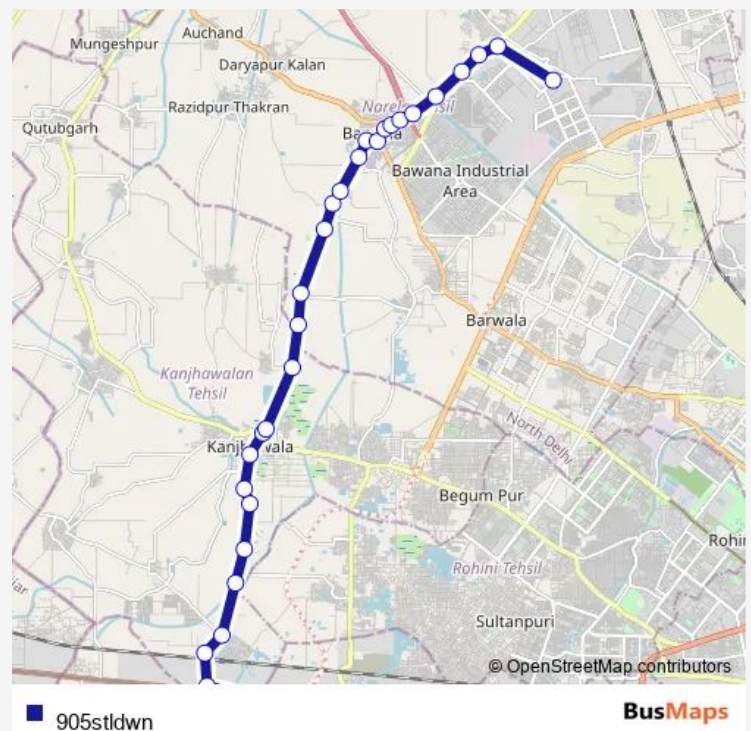 Mungeshpur
Auchand
Daryapur Kalan
Razidpur Thakran
Narela Tehsil
Qutubgarh
Bawana Industrial
Area
Barwala
Kanjhawalan
Tehsil
North Delhi
Begum Pur
Rohini Tehsil
Sultanpuri
© OpenStreetMap contributors
905stldwn
BusMaps